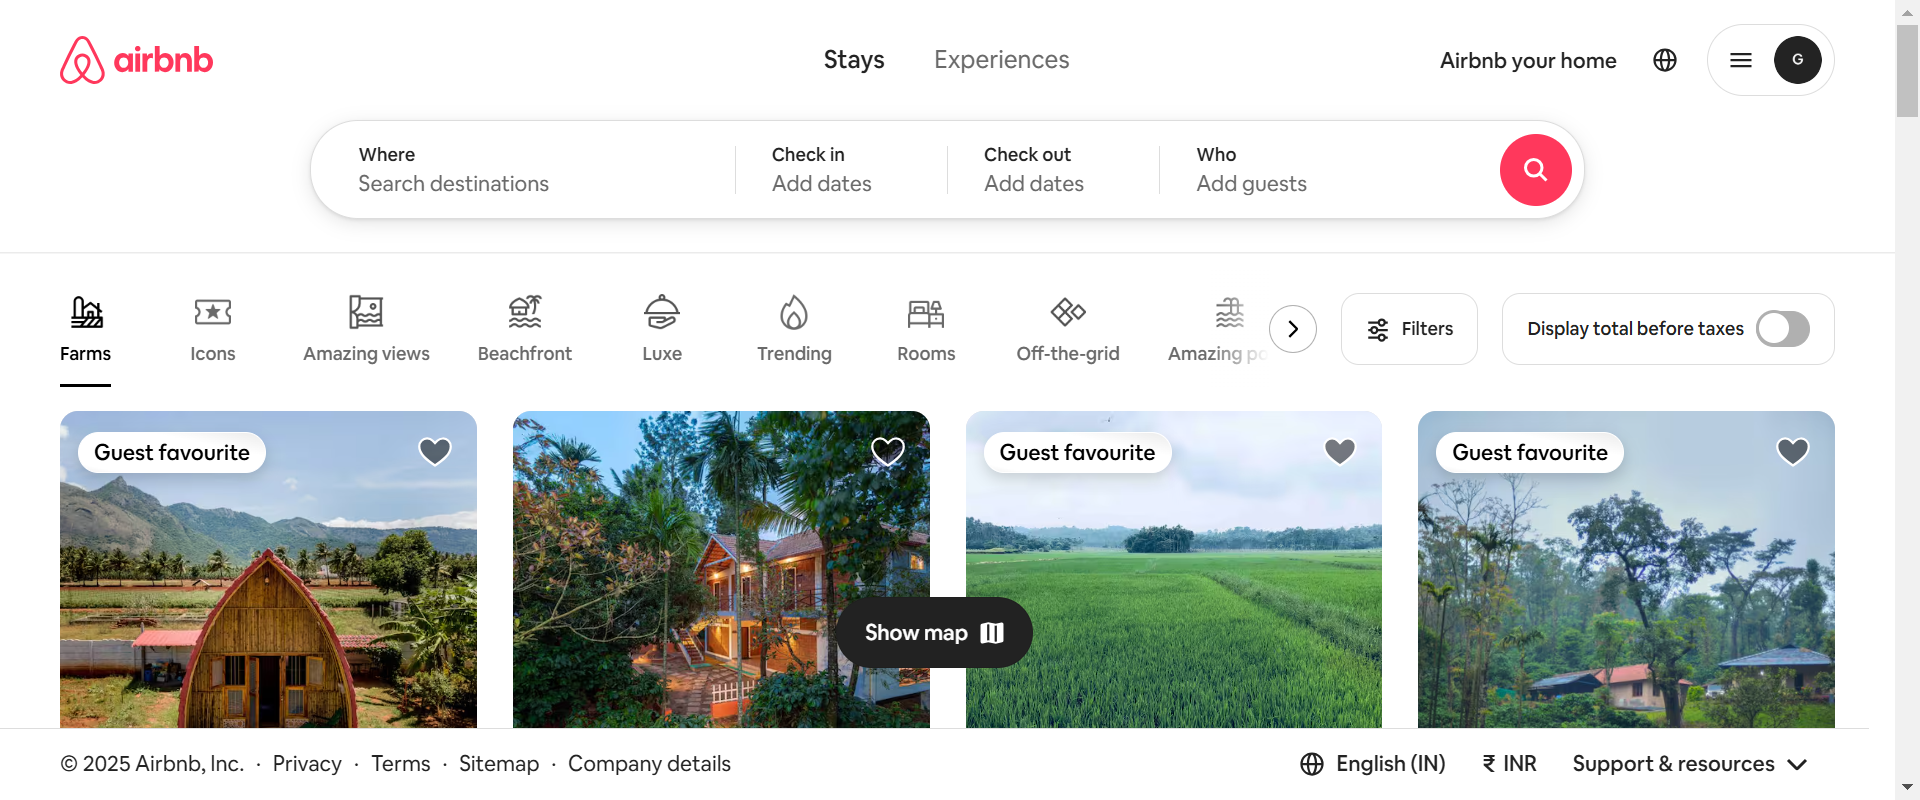 airbnb
Stays
Experiences
Airbnb your home
G
Where
Search destinations
Check in
Add dates
Check out
Add dates
Who
Add guests
Farms
Icons
Amazing views
Beachfront
Luxe
Trending
Rooms
Off-the-grid
Amazing
Filters
Display total before taxes
Guest favourite
Guest favourite
Guest favourite
Show map
© 2025 Airbnb, Inc. · Privacy · Terms · Sitemap · Company details
English (IN)
₹ INR
Support & resources